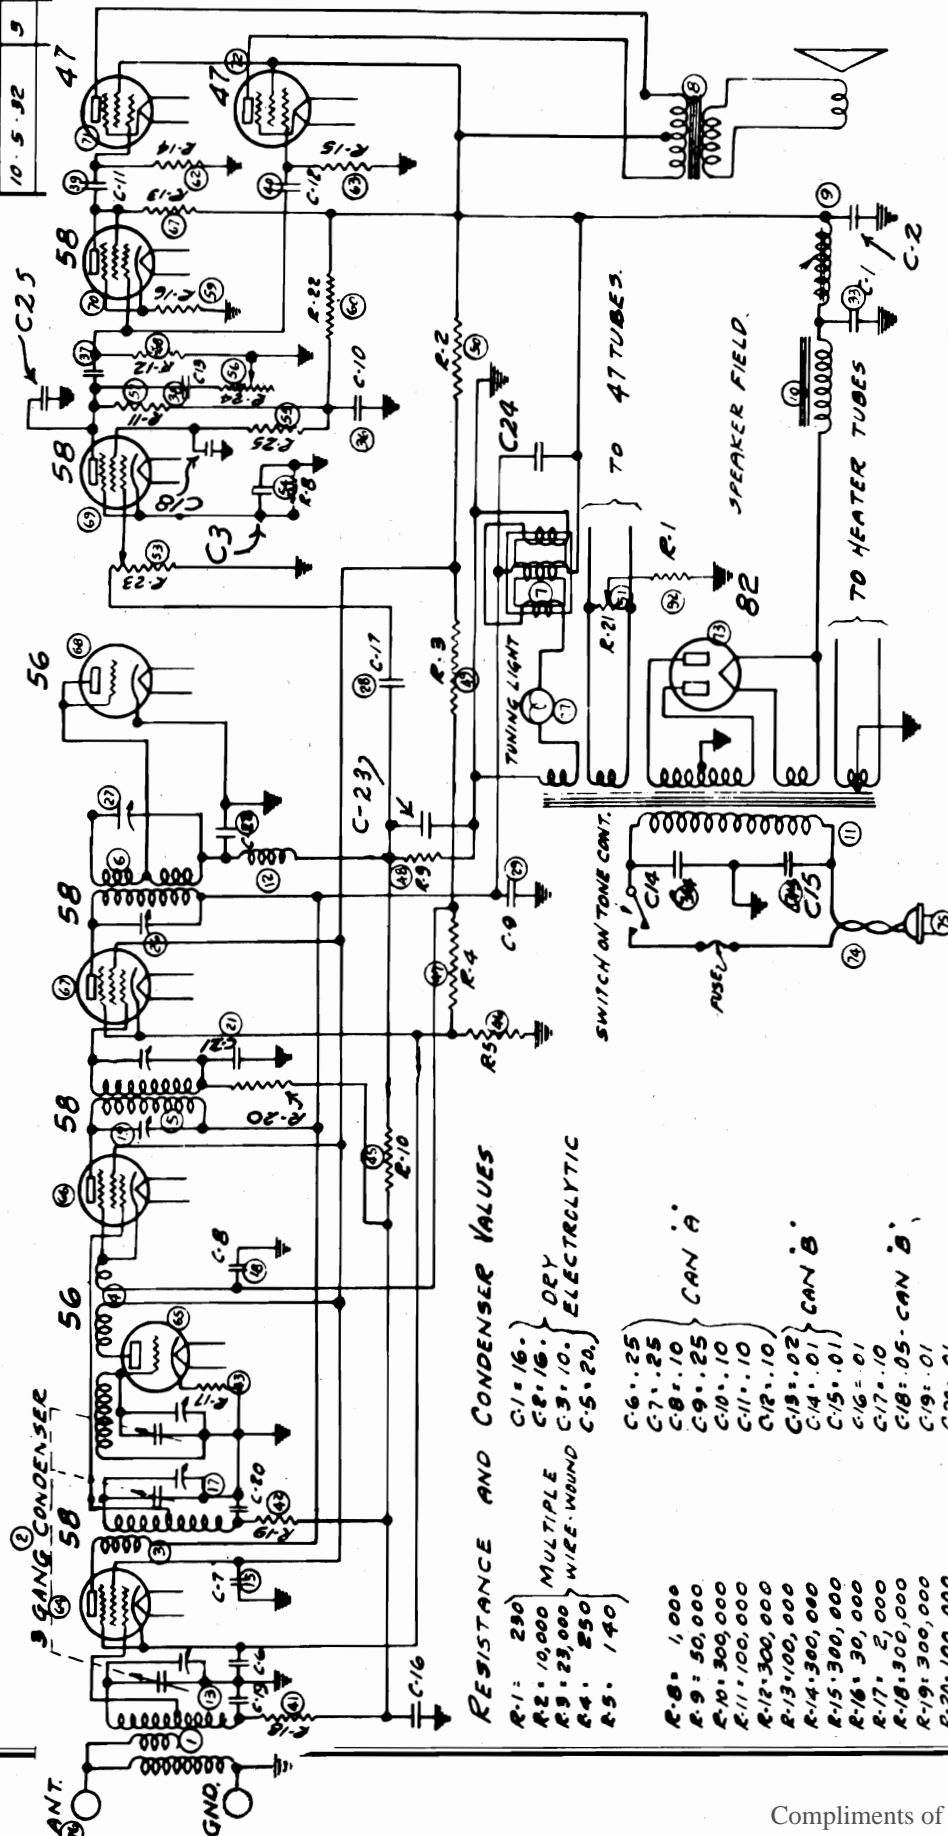 10-5-32 3
ANT.
GND.
3 GANG CONDENSER
58
56
58
58
56
58
58
47
47
C25
C18
C3
C24
C-23
C-2
C-1
C-6
C-7
C-8
C-9
C-10
C-11
C-12
C13
C-16
C-17
C-20
C-21
C14
C15
R-1
R-2
R-3
R-4
R-5
R-8
R-9
R-10
R-11
R-12
R-13
R-14
R-15
R-16
R-17
R-18
R-19
R-20
R-21
R-22
R-23
R-24
R-25
TUNING LIGHT
TO 47 TUBES.
SPEAKER FIELD.
82
TO HEATER TUBES
SWITCH ON TONE CONT.
FUSE
RESISTANCE AND CONDENSER VALUES
R-1= 230
R-2= 10,000
R-3= 23,000
R-4= 250
R-5= 140
MULTIPLE
WIRE-WOUND
R-8= 1,000
R-9= 50,000
R-10=300,000
R-11=100,000
R-12=300,000
R-13=100,000
R-14=300,000
R-15=300,000
R-16= 30,000
R-17= 2,000
R-18=300,000
R-19=300,000
C-1=16.
C-2=16.
C-3=10.
C-5=20.
DRY
ELECTROLYTIC
C-6=.25
C-7=.25
C-8=.10
C-9=.25
C-10=.10
C-11=.10
C-12=.10
CAN "A"
C-13=.02
C-14=.01
C-15=.01
CAN "B"
C-16=.01
C-17=.10
C-18=.05-CAN "B"
C-19=.01
Compliments of